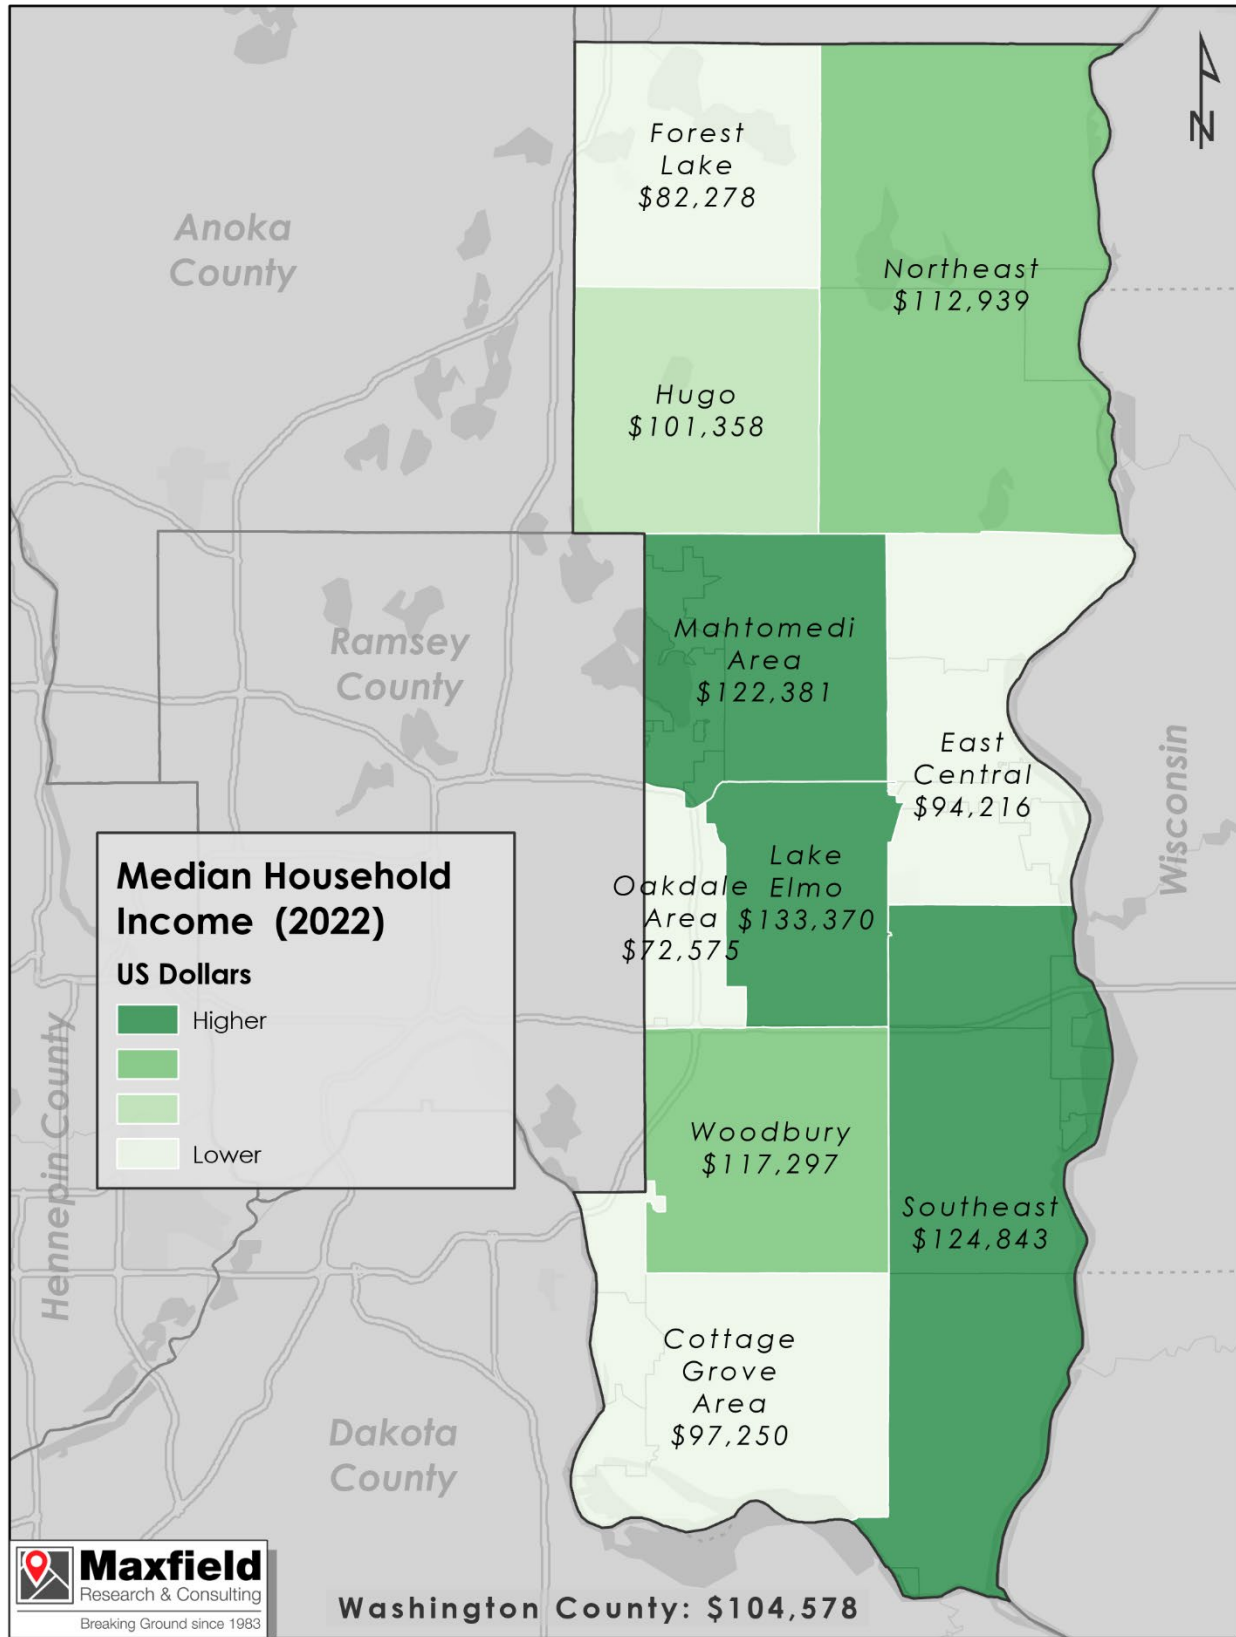 N
Forest
Lake
$82,278
Anoka
County
Northeast
$112,939
Hugo
$101,358
Ramsey
County
Mahtomedi
Area
$122,381
East
Central
$94,216
Wisconsin
Lake
Elmo
$133,370
Oakdale
Area
$72,575
Median Household
Income (2022)
US Dollars
Higher
Lower
Hennepin County
Woodbury
$117,297
Southeast
$124,843
Cottage
Grove
Area
$97,250
Dakota
County
Maxfield
Research & Consulting
Breaking Ground since 1983
Washington County: $104,578